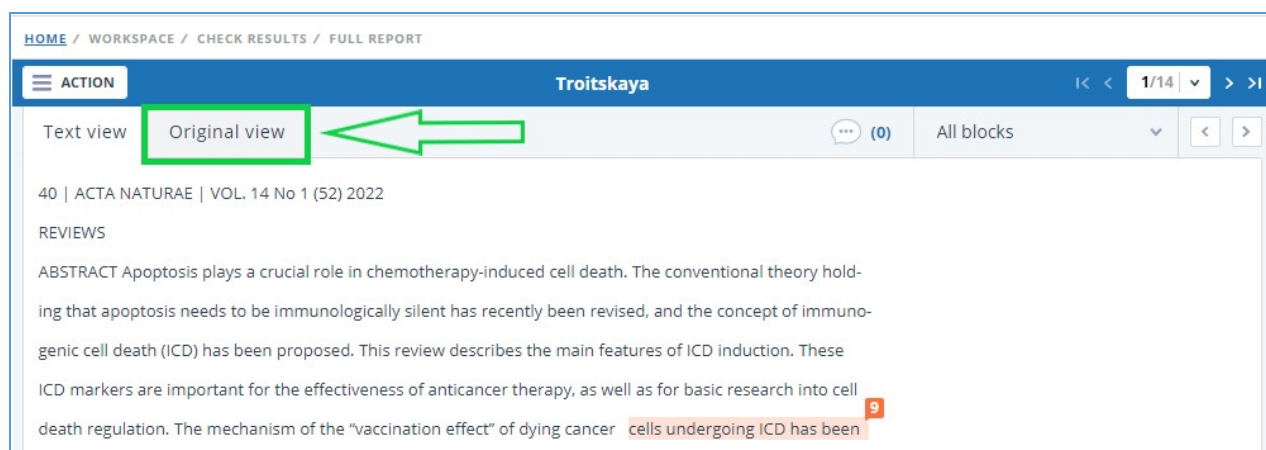 HOME / WORKSPACE / CHECK RESULTS / FULL REPORT
ACTION Troitskaya 1/14
Text view Original view (0) All blocks
40 | ACTA NATURAE | VOL. 14 No 1 (52) 2022
REVIEWS
ABSTRACT Apoptosis plays a crucial role in chemotherapy-induced cell death. The conventional theory hold-
ing that apoptosis needs to be immunologically silent has recently been revised, and the concept of immuno-
genic cell death (ICD) has been proposed. This review describes the main features of ICD induction. These
ICD markers are important for the effectiveness of anticancer therapy, as well as for basic research into cell
9
death regulation. The mechanism of the “vaccination effect” of dying cancer cells undergoing ICD has been